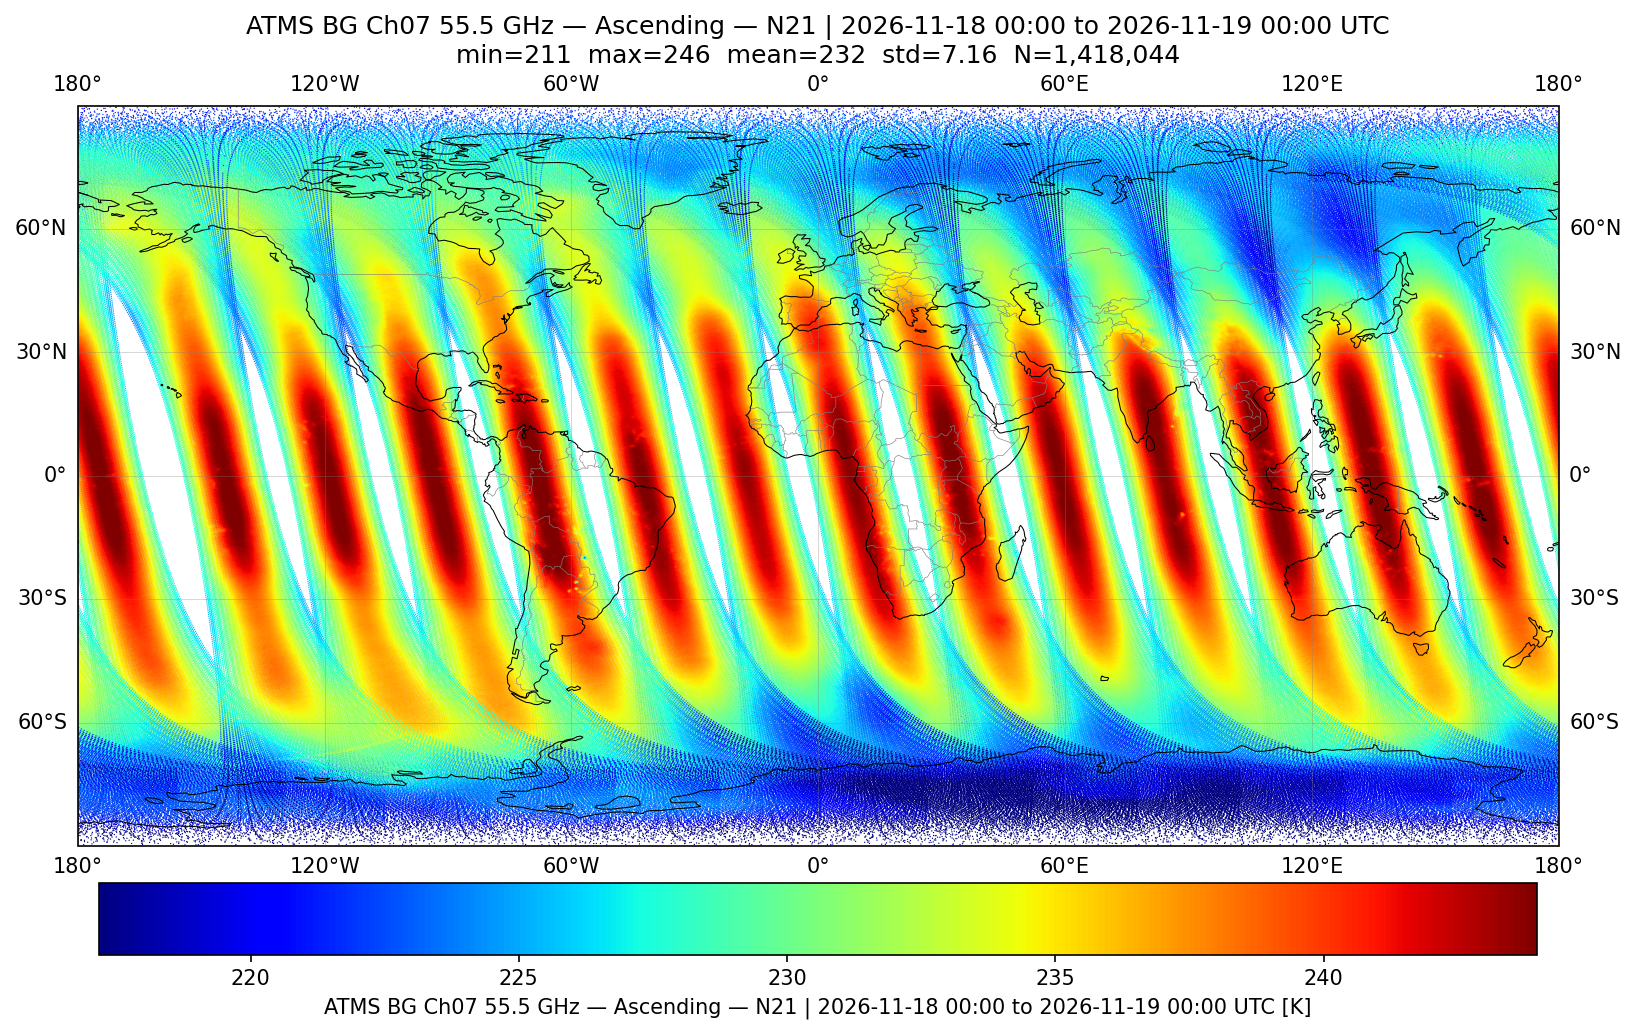 ATMS BG Ch07 55.5 GHz — Ascending — N21 | 2026-11-18 00:00 to 2026-11-19 00:00 UTC
min=211 max=246 mean=232 std=7.16 N=1,418,044
180° 120°W 60°W 0° 60°E 120°E 180°
60°N 60°N
30°N 30°N
0° 0°
30°S 30°S
60°S 60°S
180° 120°W 60°W 0° 60°E 120°E 180°
220 225 230 235 240
ATMS BG Ch07 55.5 GHz — Ascending — N21 | 2026-11-18 00:00 to 2026-11-19 00:00 UTC [K]